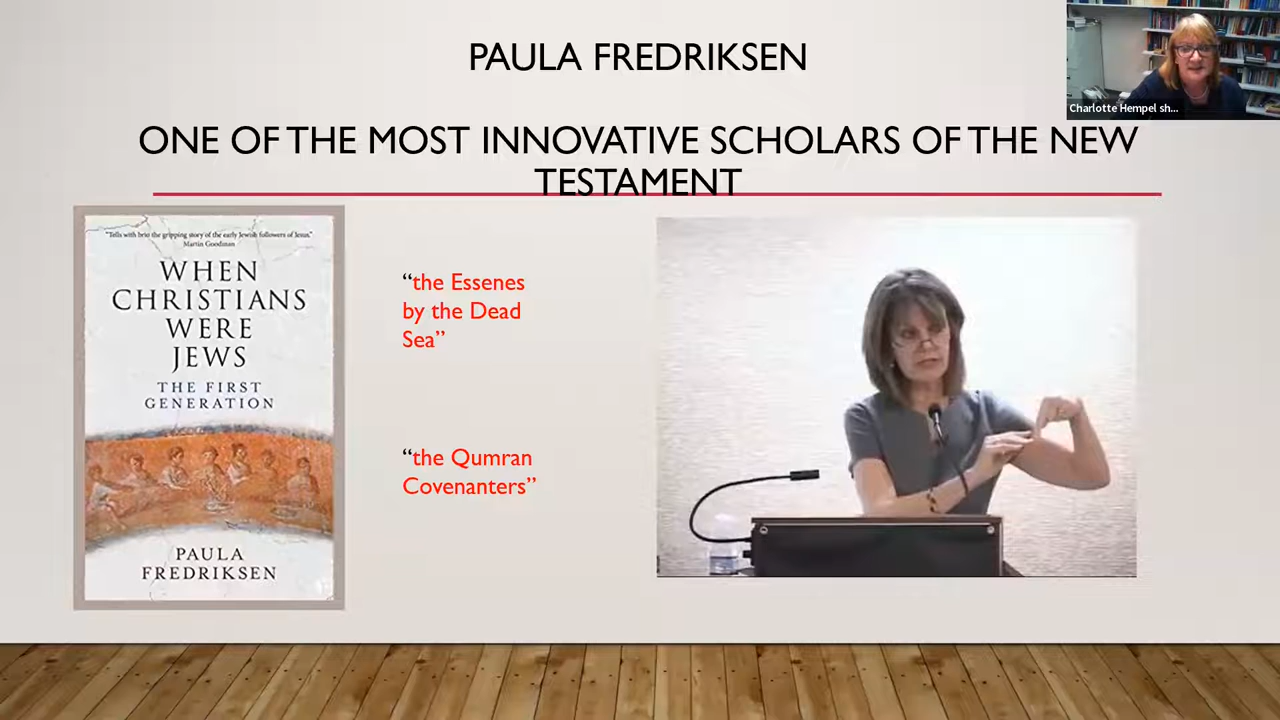 PAULA FREDRIKSEN
ONE OF THE MOST INNOVATIVE SCHOLARS OF THE NEW
TESTAMENT
Charlotte Hempel sh...
"Tells with brio the gripping story of the early Jewish followers of Jesus."
Martin Goodman
WHEN
CHRISTIANS
WERE
JEWS
THE FIRST
GENERATION
PAULA
FREDRIKSEN
“the Essenes
by the Dead
Sea”
“the Qumran
Covenanters”